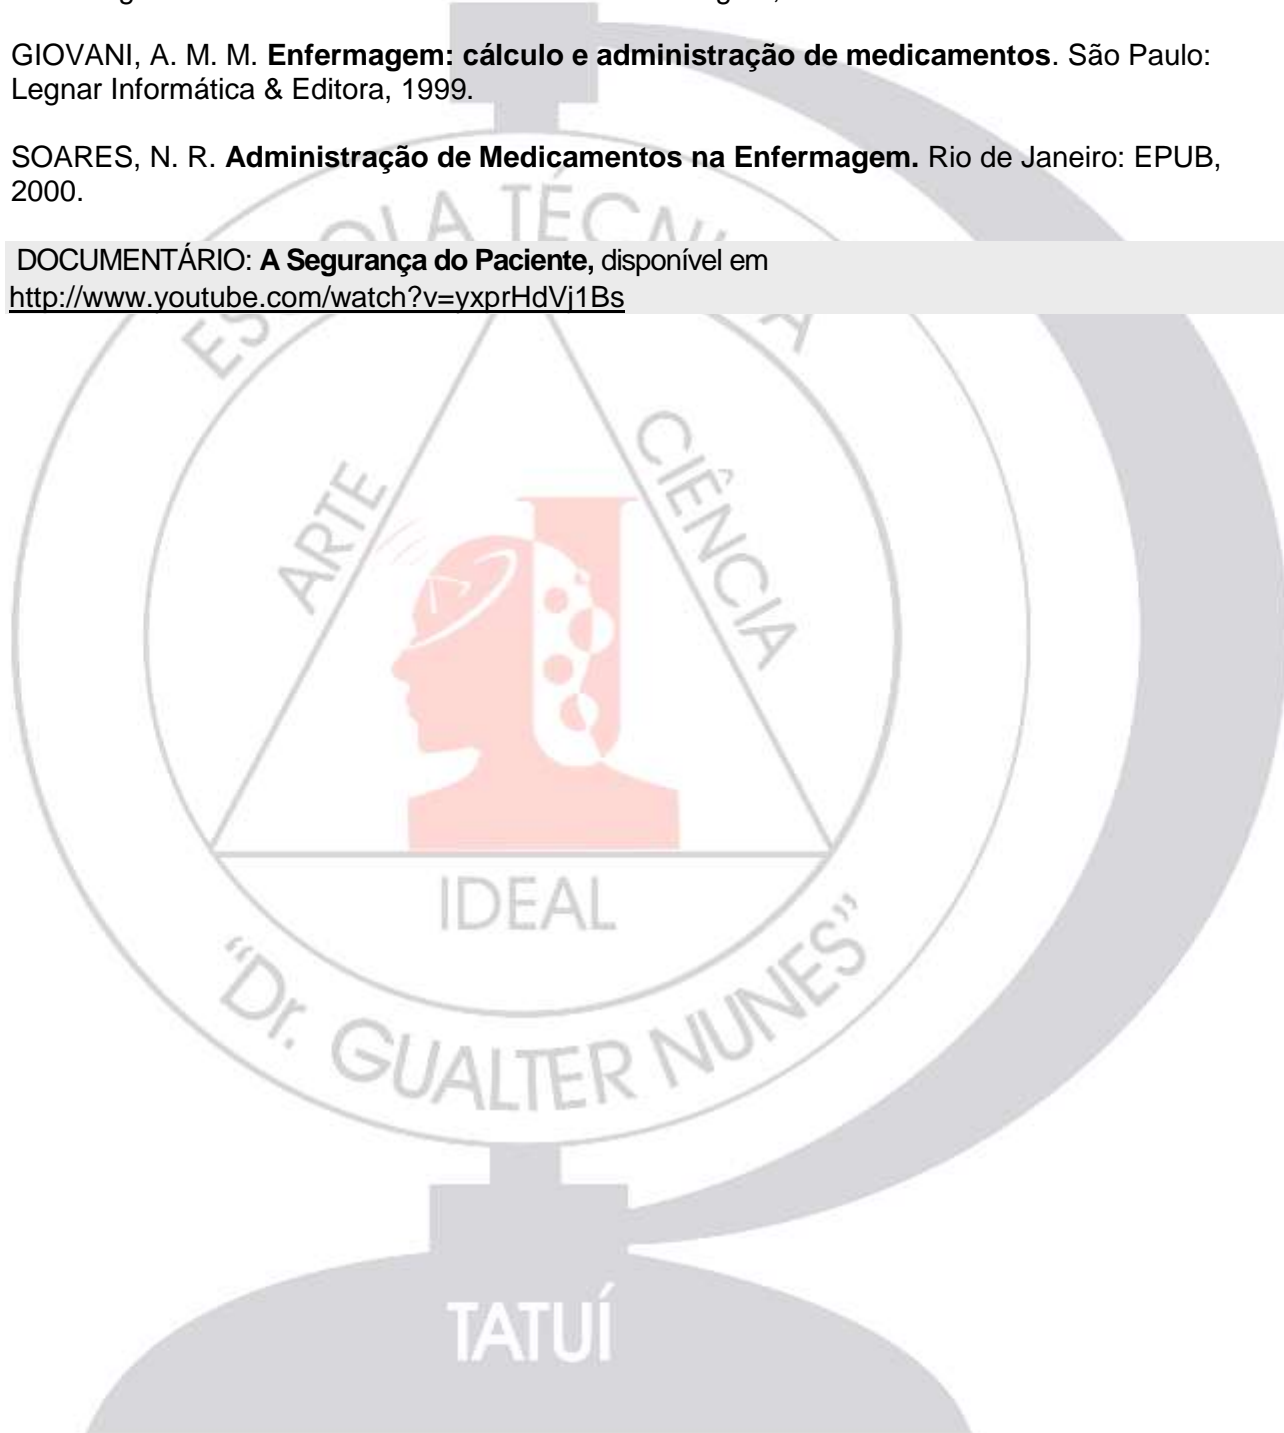 GIOVANI, A. M. M. Enfermagem: cálculo e administração de medicamentos. São Paulo:
Legnar Informática & Editora, 1999.
SOARES, N. R. Administração de Medicamentos na Enfermagem. Rio de Janeiro: EPUB,
2000.
DOCUMENTÁRIO: A Segurança do Paciente, disponível em
http://www.youtube.com/watch?v=yxprHdVj1Bs
ESCOLA TÉCNICA
ARTE
CIÊNCIA
IDEAL
"Dr. GUALTER NUNES"
TATUÍ